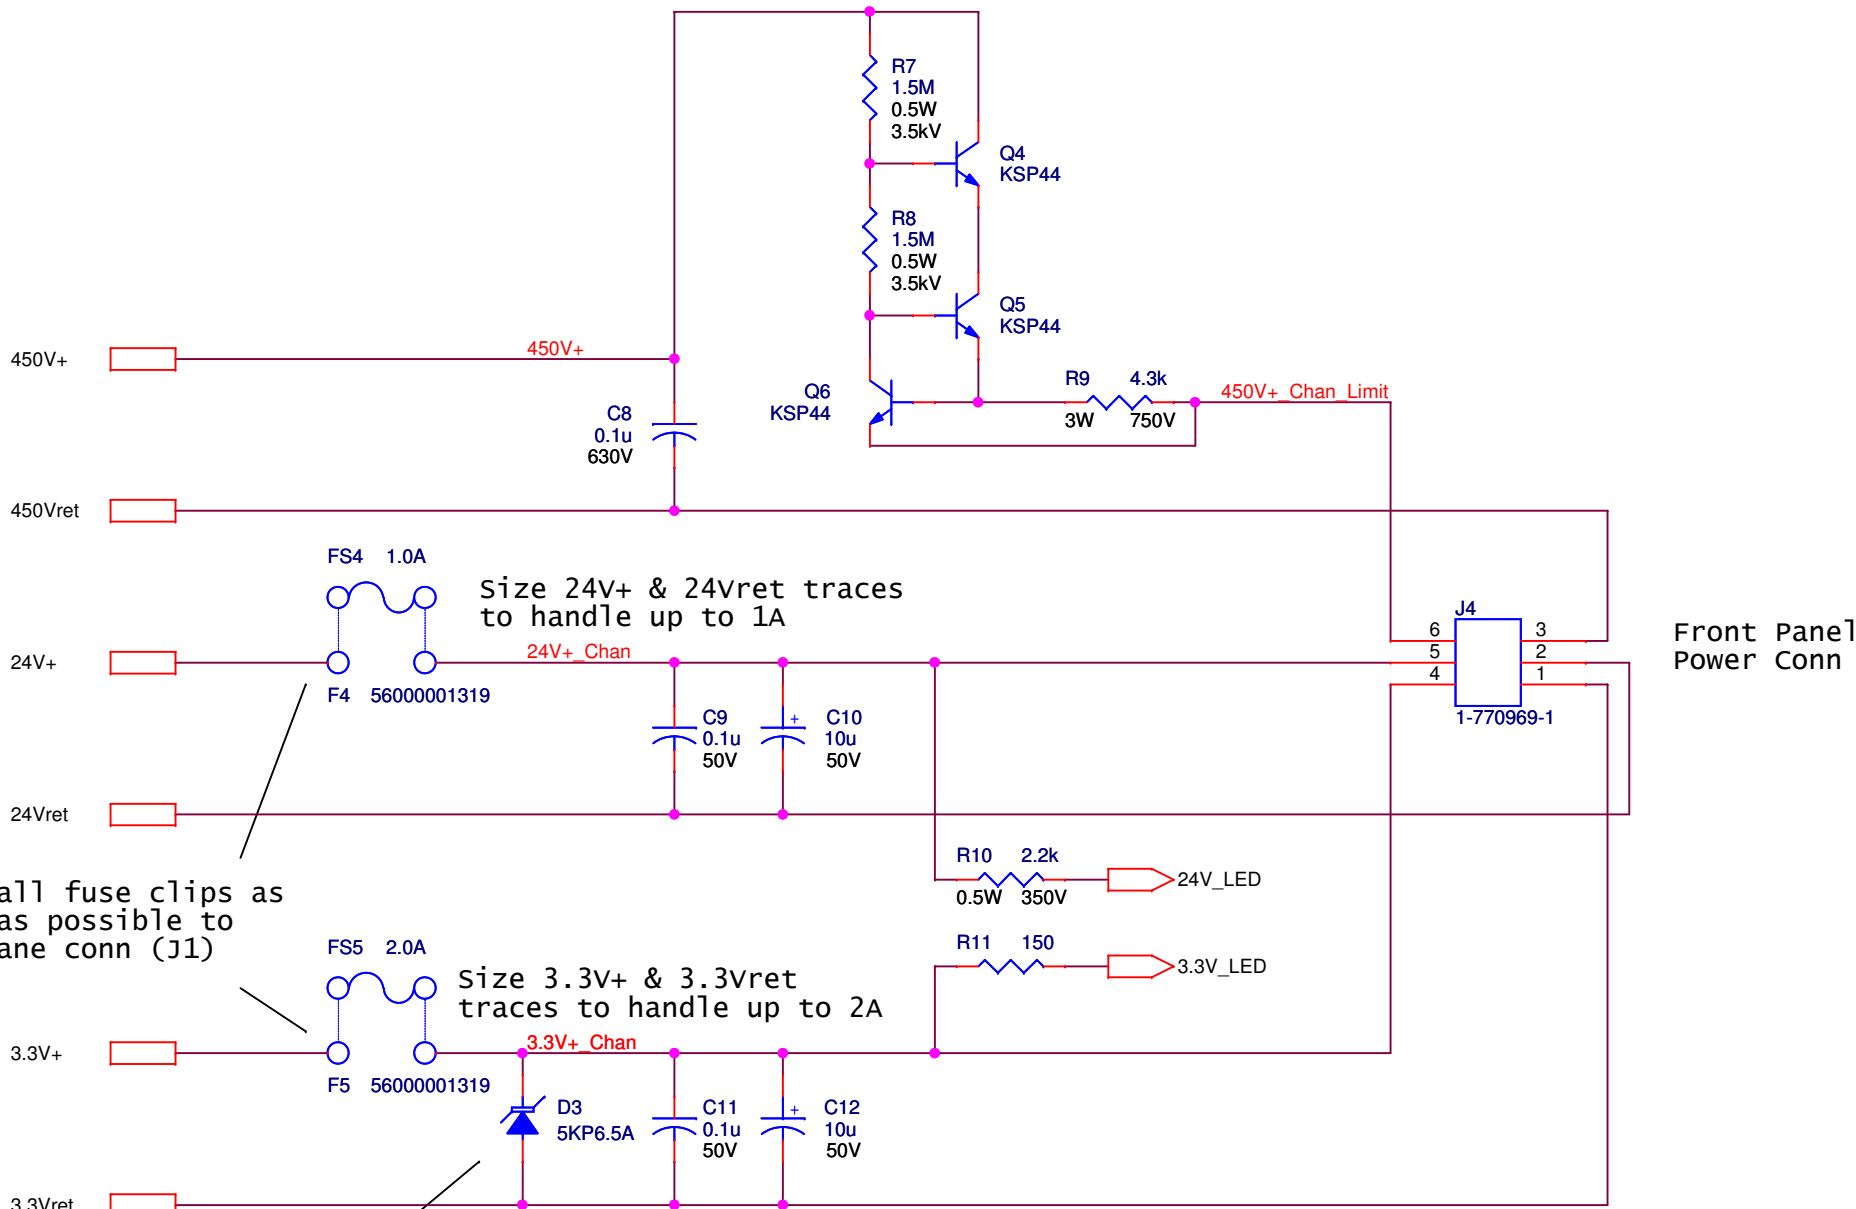 R7
1.5M
0.5W
3.5kV
Q4
KSP44
R8
1.5M
0.5W
3.5kV
Q5
KSP44
450V+
450V+
Q6
KSP44
R9 4.3k
3W 750V
450V+_Chan_Limit
C8
0.1u
630V
450Vret
FS4 1.0A
Size 24V+ & 24Vret traces
to handle up to 1A
24V+
24V+_Chan
F4 56000001319
J4
6 3
5 2
4 1
1-770969-1
Front Panel
Power Conn
C9
0.1u
50V
+
C10
10u
50V
24Vret
R10 2.2k
0.5W 350V
24V_LED
all fuse clips as
as possible to
ane conn (J1)
R11 150
3.3V_LED
FS5 2.0A
Size 3.3V+ & 3.3Vret
traces to handle up to 2A
3.3V+
3.3V+_Chan
F5 56000001319
D3
5KP6.5A
C11
0.1u
50V
+
C12
10u
50V
3.3Vret